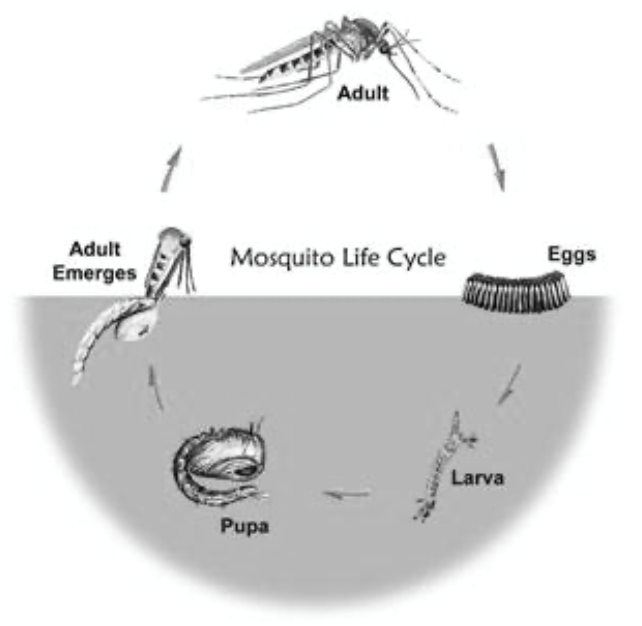 Adult
Adult
Emerges
Mosquito Life Cycle
Eggs
Larva
Pupa